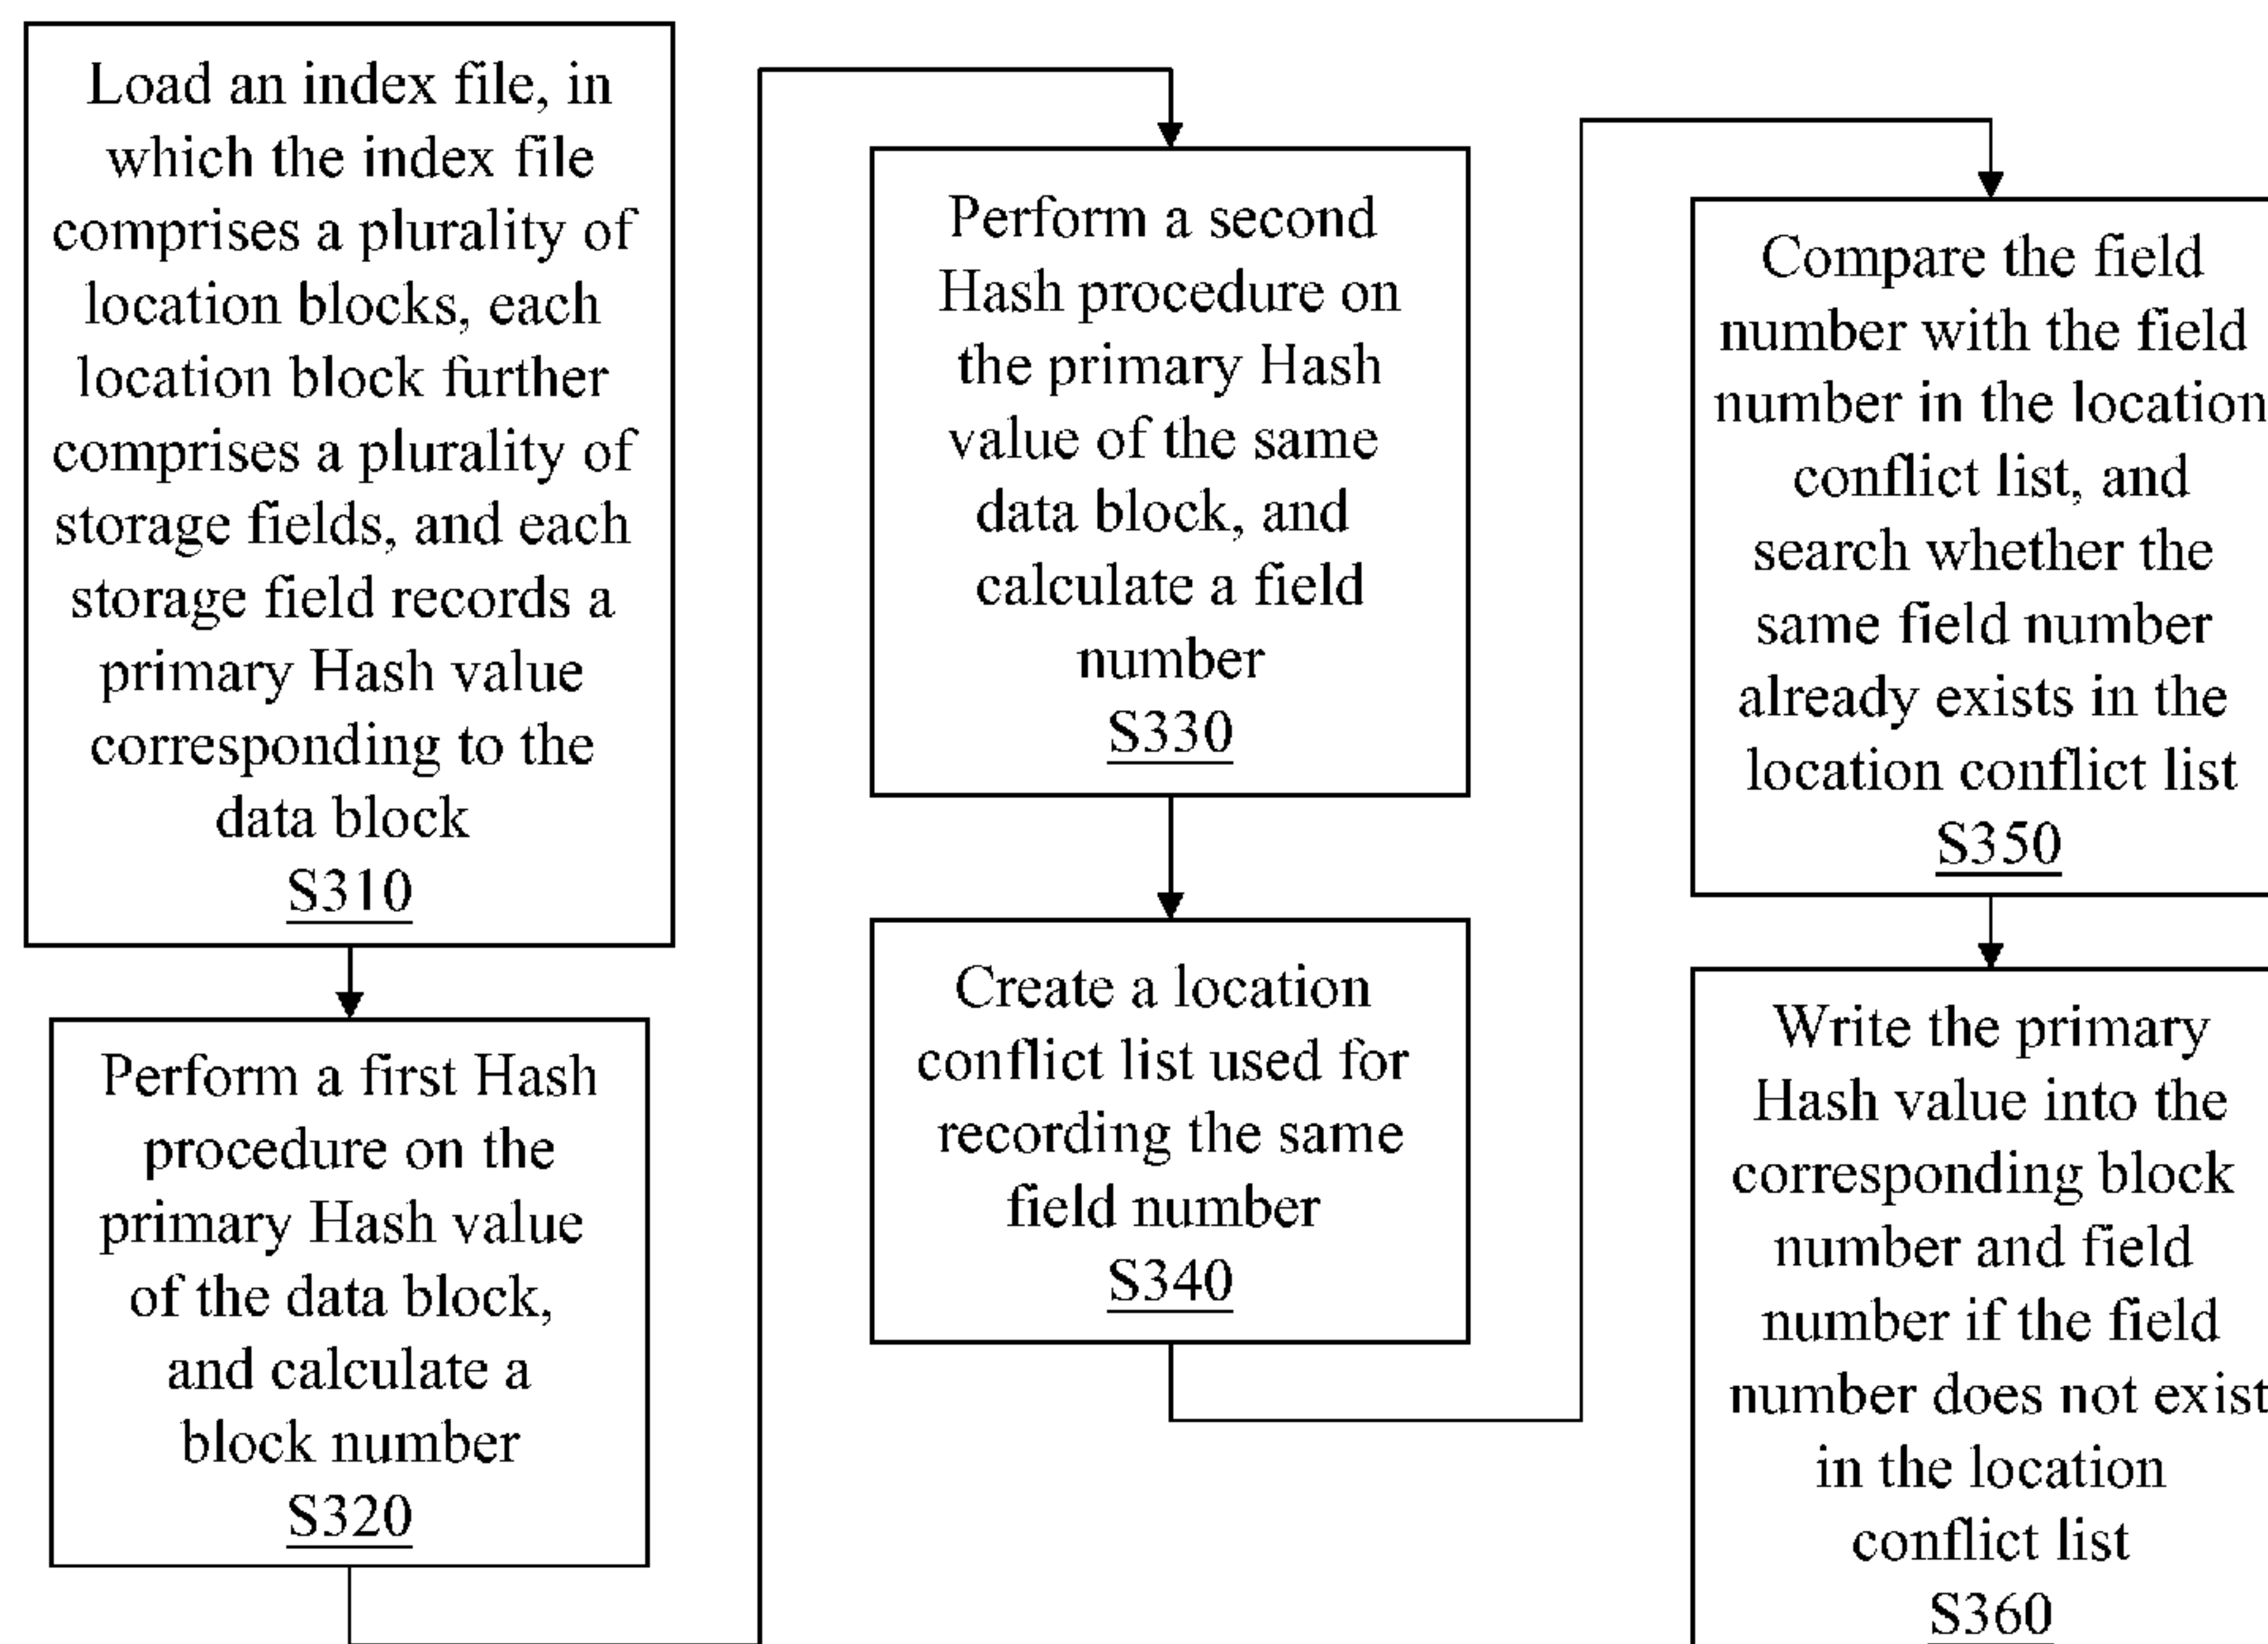 Load an index file, in
which the index file
comprises a plurality of
location blocks, each
location block further
comprises a plurality of
storage fields, and each
storage field records a
primary Hash value
corresponding to the
data block
S310
Perform a first Hash
procedure on the
primary Hash value
of the data block,
and calculate a
block number
S320
Perform a second
Hash procedure on
the primary Hash
value of the same
data block, and
calculate a field
number
S330
Create a location
conflict list used for
recording the same
field number
S340
Compare the field
number with the field
number in the location
conflict list, and
search whether the
same field number
already exists in the
location conflict list
S350
Write the primary
Hash value into the
corresponding block
number and field
number if the field
number does not exist
in the location
conflict list
S360